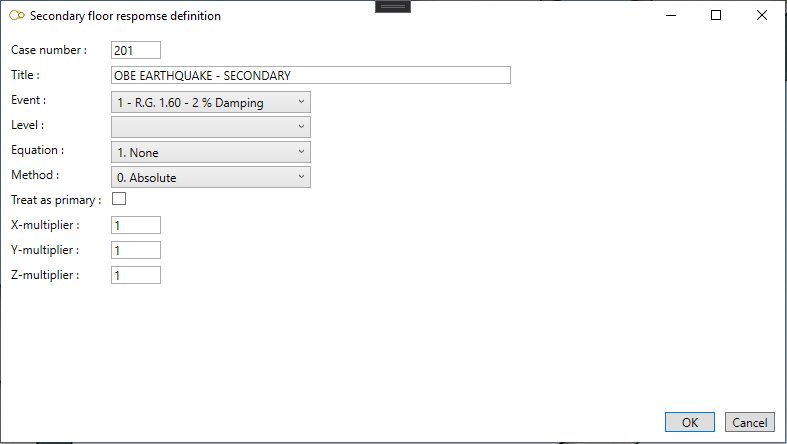 Secondary floor respomse definition
Case number : 201
Title : OBE EARTHQUAKE - SECONDARY
Event : 1 - R.G. 1.60 - 2 % Damping
Level :
Equation : 1. None
Method : 0. Absolute
Treat as primary :
X-multiplier : 1
Y-multiplier : 1
Z-multiplier : 1
OK Cancel